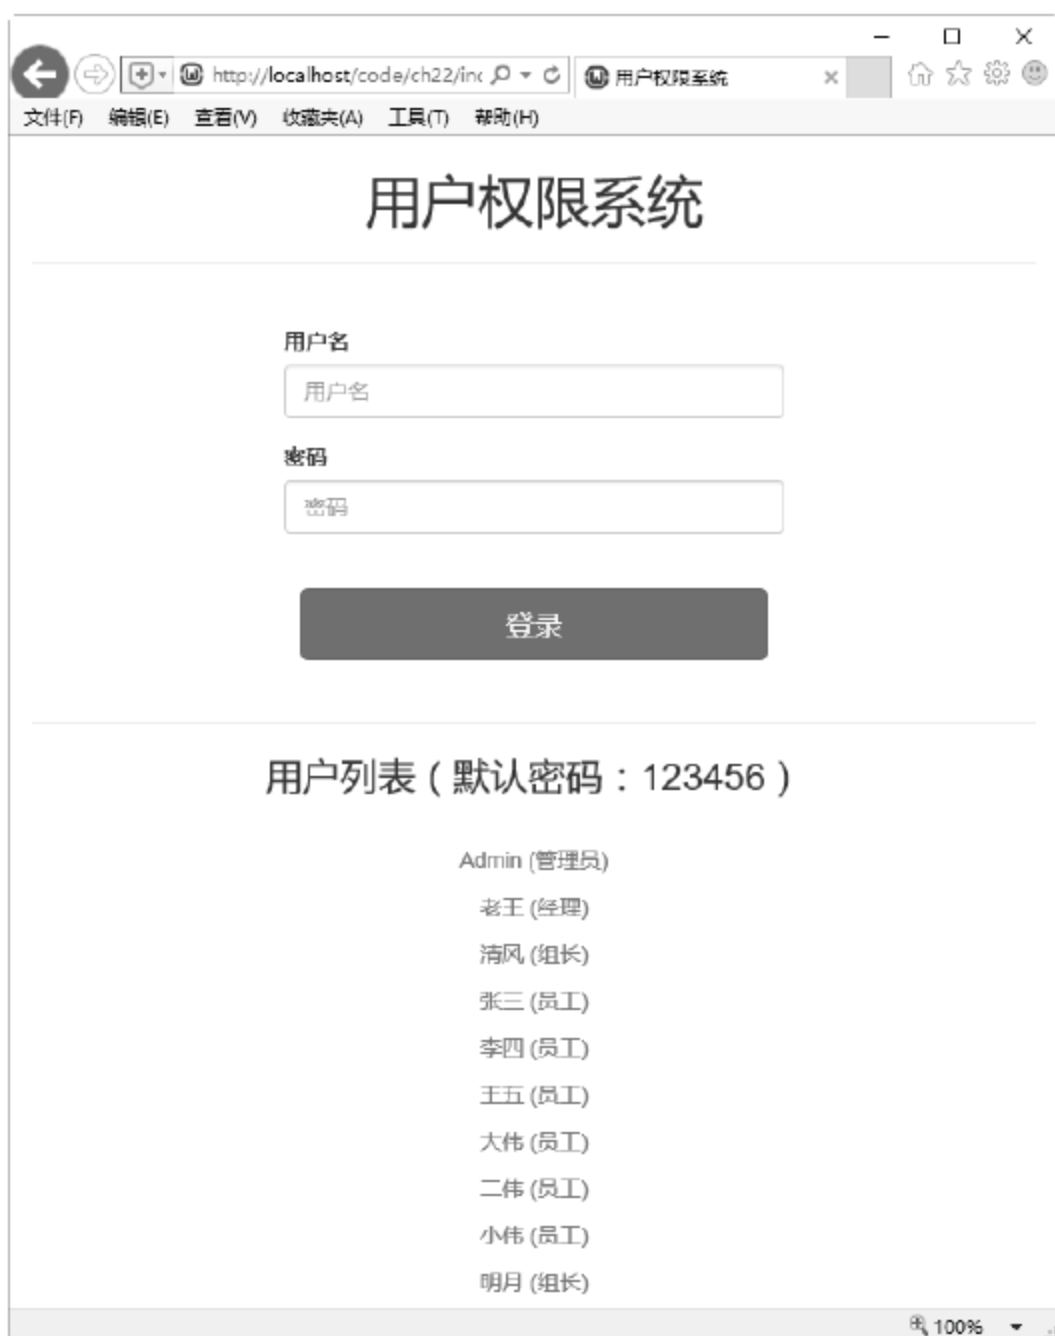 http://localhost/code/ch22/inc
用户权限系统
文件(F) 编辑(E) 查看(V) 收藏夹(A) 工具(T) 帮助(H)
用户权限系统
用户名
用户名
密码
密码
登录
用户列表 ( 默认密码：123456 )
Admin (管理员)
老王 (经理)
清风 (组长)
张三 (员工)
李四 (员工)
王五 (员工)
大伟 (员工)
二伟 (员工)
小伟 (员工)
明月 (组长)
100%